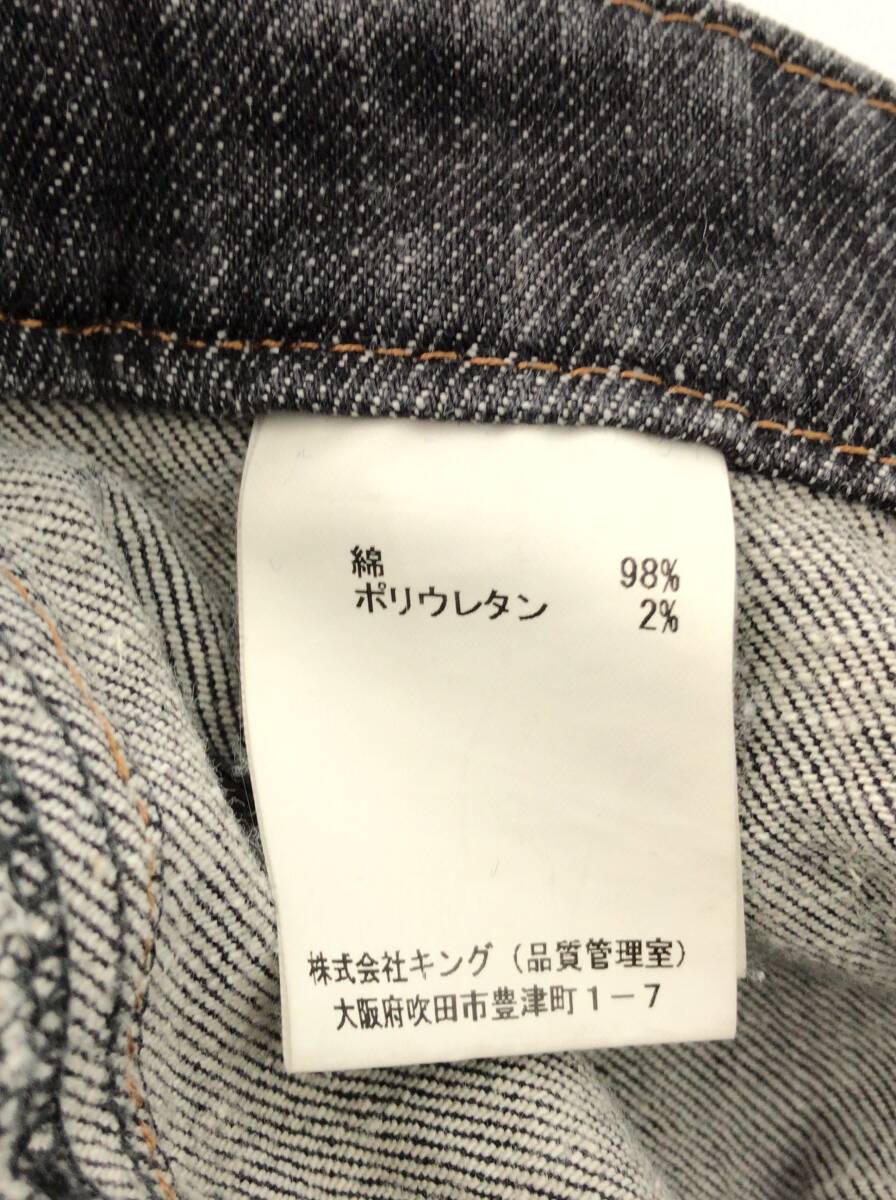 綿 98%
ポリウレタン 2%
株式会社キング(品質管理室)
大阪府吹田市豊津町1-7